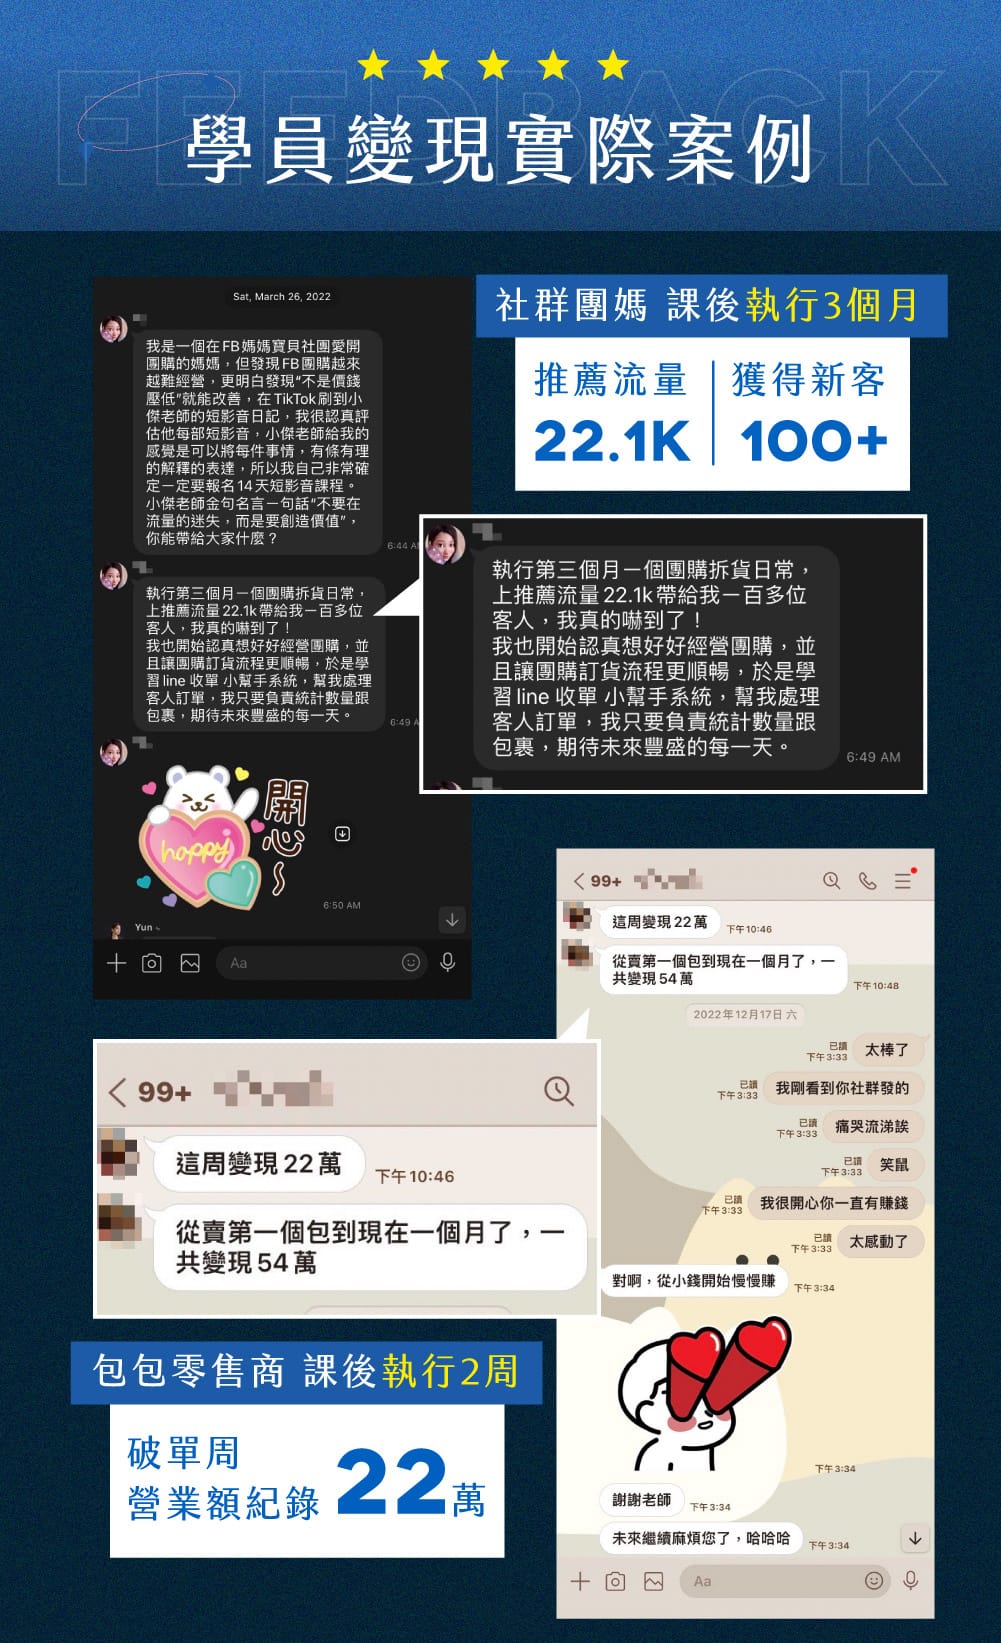 FEEDBACK
學員變現實際案例
社群團媽 課後執行3個月
推薦流量
22.1K
獲得新客
100+
Sat, March 26, 2022
我是一個在FB媽媽寶貝社團愛開
團購的媽媽，但發現FB團購越來
越難經營，更明白發現“不是價錢
壓低”就能改善，在TikTok刷到小
傑老師的短影音日記，我很認真評
估他每部短影音，小傑老師給我的
感覺是可以將每件事情，有條有理
的解釋的表達，所以我自己非常確
定一定要報名14天短影音課程。
小傑老師金句名言一句話“不要在
流量的迷失，而是要創造價值”，
你能帶給大家什麼？
6:44 A
執行第三個月一個團購拆貨日常，
上推薦流量22.1k帶給我一百多位
客人，我真的嚇到了！
我也開始認真想好好經營團購，並
且讓團購訂貨流程更順暢，於是學
習line 收單 小幫手系統，幫我處理
客人訂單，我只要負責統計數量跟
包裹，期待未來豐盛的每一天。
6:49 A
執行第三個月一個團購拆貨日常，
上推薦流量22.1k帶給我一百多位
客人，我真的嚇到了！
我也開始認真想好好經營團購，並
且讓團購訂貨流程更順暢，於是學
習line 收單 小幫手系統，幫我處理
客人訂單，我只要負責統計數量跟
包裹，期待未來豐盛的每一天。
6:49 AM
happy
開心~
6:50 AM
Yun~
Aa
99+
這周變現22萬
下午10:46
從賣第一個包到現在一個月了，一
共變現54萬
下午10:48
2022年12月17日 六
已讀
下午3:33
太棒了
已讀
下午3:33
我剛看到你社群發的
已讀
下午3:33
痛哭流涕誒
已讀
下午3:33
笑鼠
已讀
下午3:33
我很開心你一直有賺錢
已讀
下午3:33
太感動了
對啊，從小錢開始慢慢賺
下午3:34
下午3:34
謝謝老師
下午3:34
未來繼續麻煩您了，哈哈哈
下午3:34
Aa
99+
這周變現22萬
下午10:46
從賣第一個包到現在一個月了，一
共變現54萬
包包零售商 課後執行2周
破單周
營業額紀錄
22萬